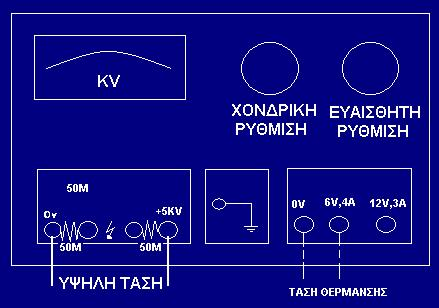 KV
ΧΟΝΔΡΙΚΗ
ΡΥΘΜΙΣΗ
ΕΥΑΙΣΘΗΤΗ
ΡΥΘΜΙΣΗ
50M
0v
+5KV
50M
50M
0V
6V,4A
12V,3A
ΥΨΗΛΗ ΤΑΣΗ
ΤΑΣΗ ΘΕΡΜΑΝΣΗΣ